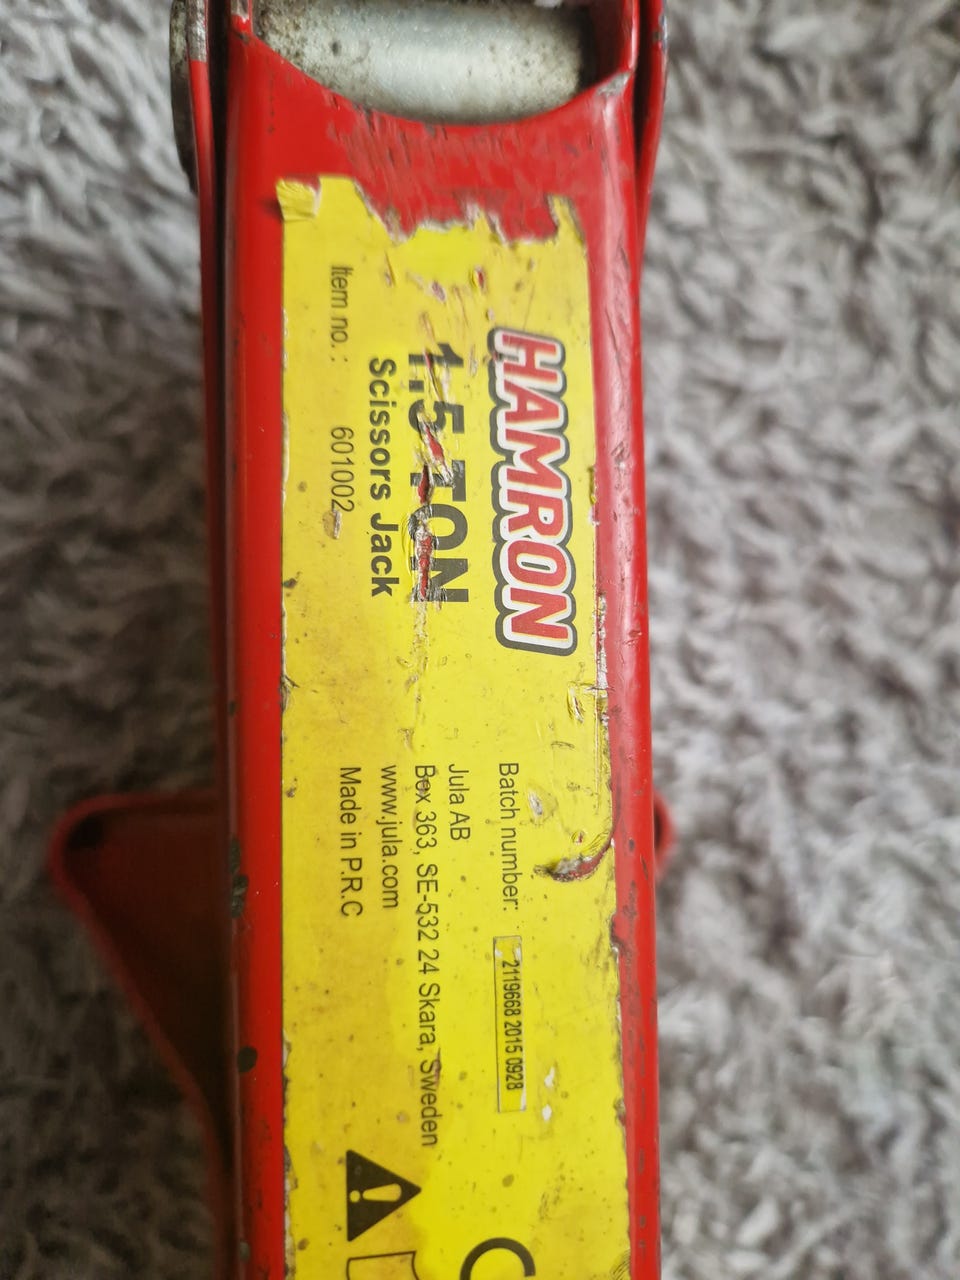 HAMRON
1,5 TON
Scissors Jack
Item no.: 601002
Batch number: 2119668 2015 0928
Jula AB
Box 363, SE-532 24 Skara, Sweden
www.jula.com
Made in P.R.C